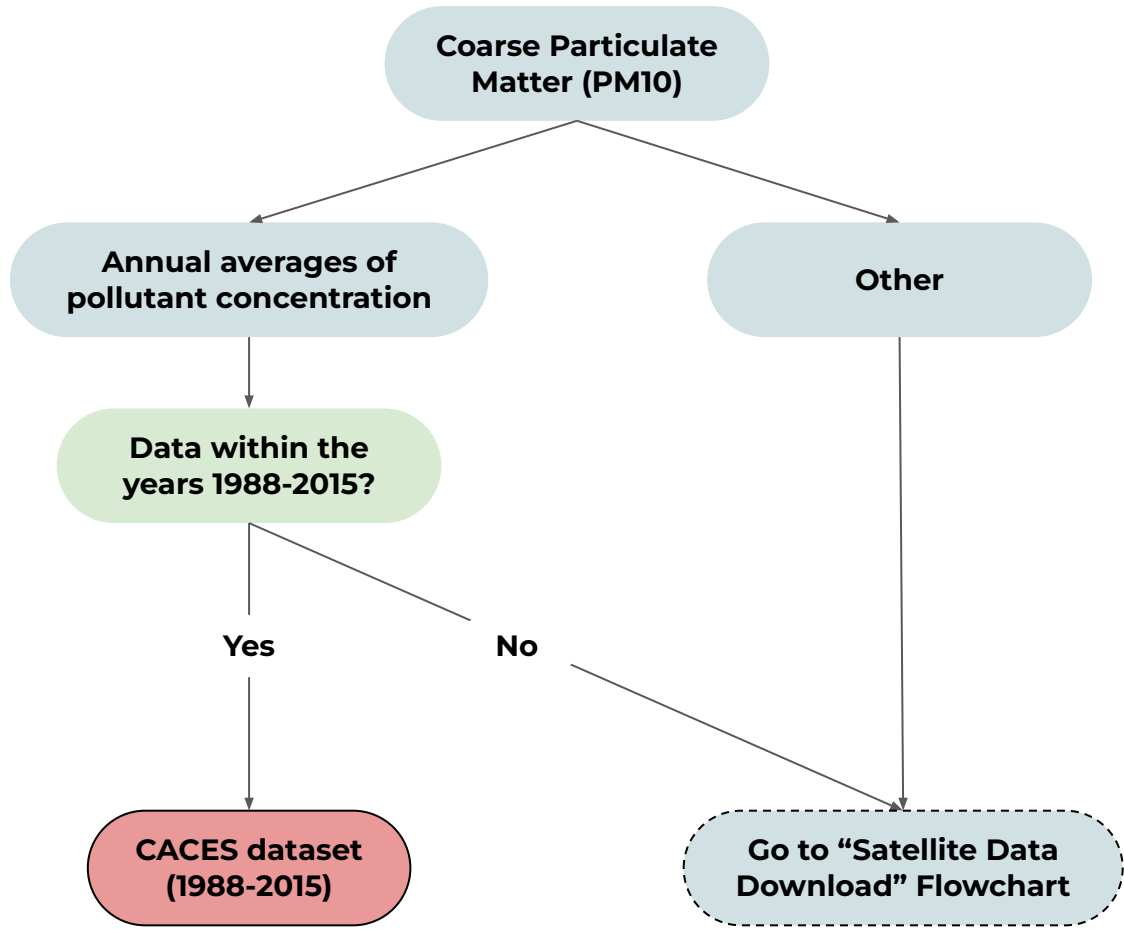 Coarse Particulate
Matter (PM10)
Annual averages of
pollutant concentration
Other
Data within the
years 1988-2015?
Yes
No
CACES dataset
(1988-2015)
Go to “Satellite Data
Download” Flowchart